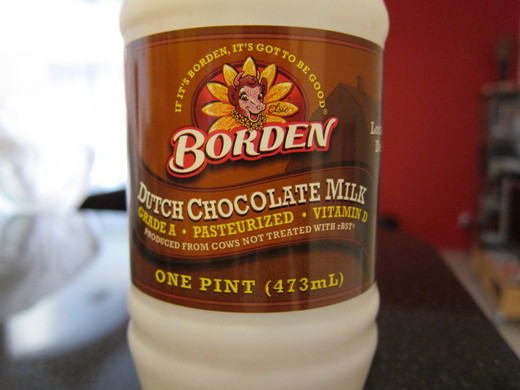 IF IT'S BORDEN, IT'S GOT TO BE GOOD®
Elsie
BORDEN
DUTCH CHOCOLATE MILK
GRADE A • PASTEURIZED • VITAMIN D
PRODUCED FROM COWS NOT TREATED WITH rBST*
ONE PINT (473mL)